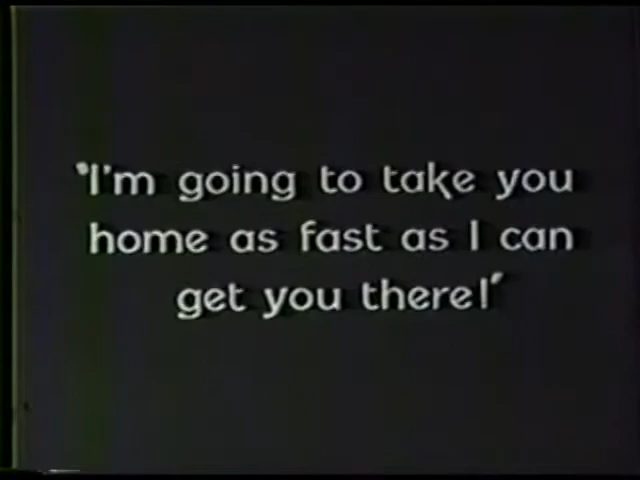 "I'm going to take you
home as fast as I can
get you there!"